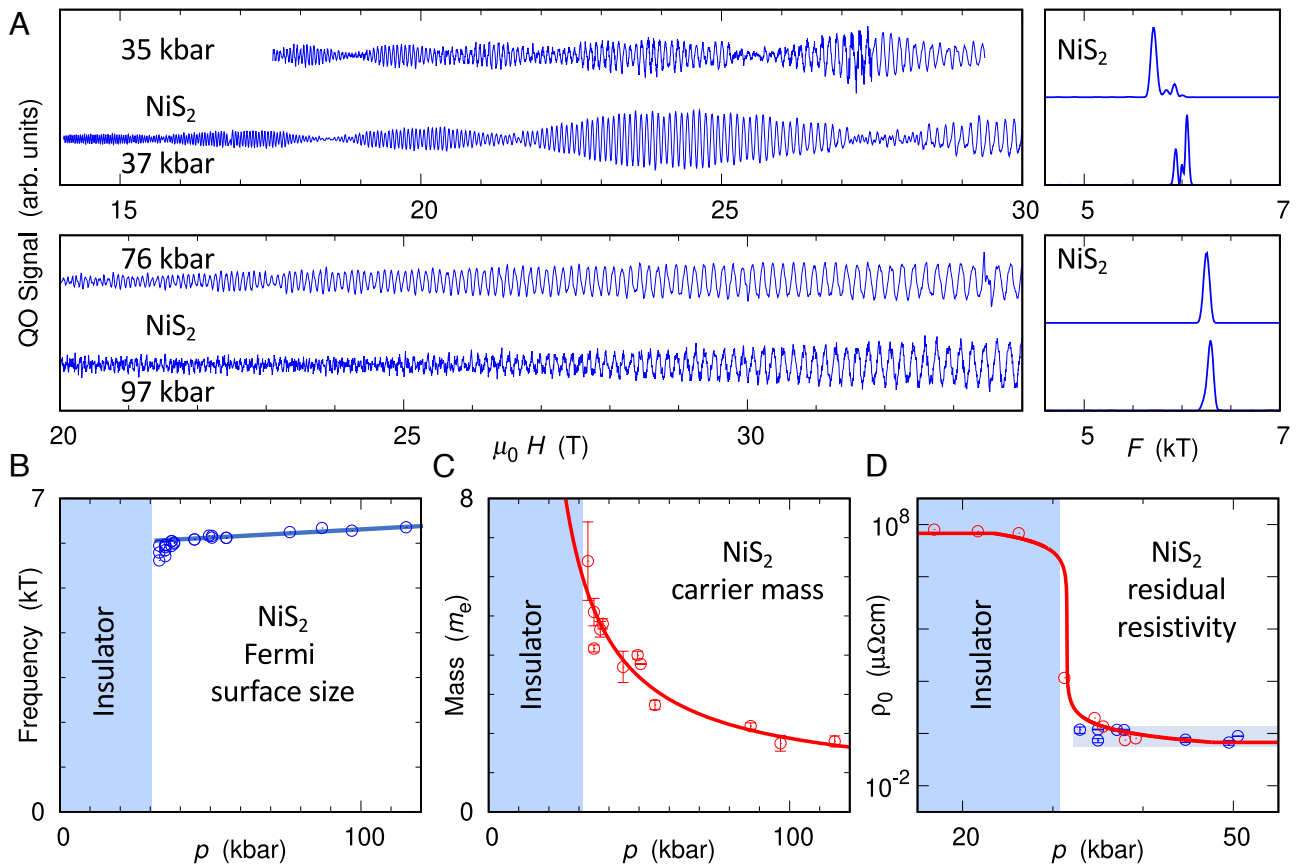 A
QO Signal (arb. units)
35 kbar
NiS2
37 kbar
15
20
25
30
NiS2
5
7
76 kbar
NiS2
97 kbar
20
25
30
μ0 H (T)
NiS2
5
7
F (kT)
B
7
Frequency (kT)
0
Insulator
NiS2
Fermi
surface size
0
100
p (kbar)
C
8
Mass (me)
0
Insulator
NiS2
carrier mass
0
100
p (kbar)
D
10^8
ρ0 (μΩcm)
10^-2
Insulator
NiS2
residual
resistivity
20
50
p (kbar)